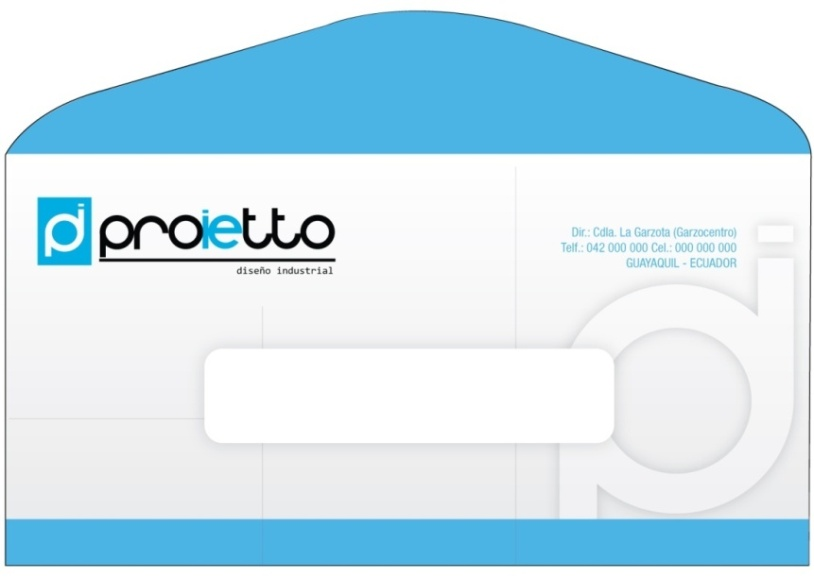 proietto
diseño industrial
Dir.: Cdla. La Garzota (Garzocentro)
Telf.: 042 000 000 Cel.: 000 000 000
GUAYAQUIL - ECUADOR